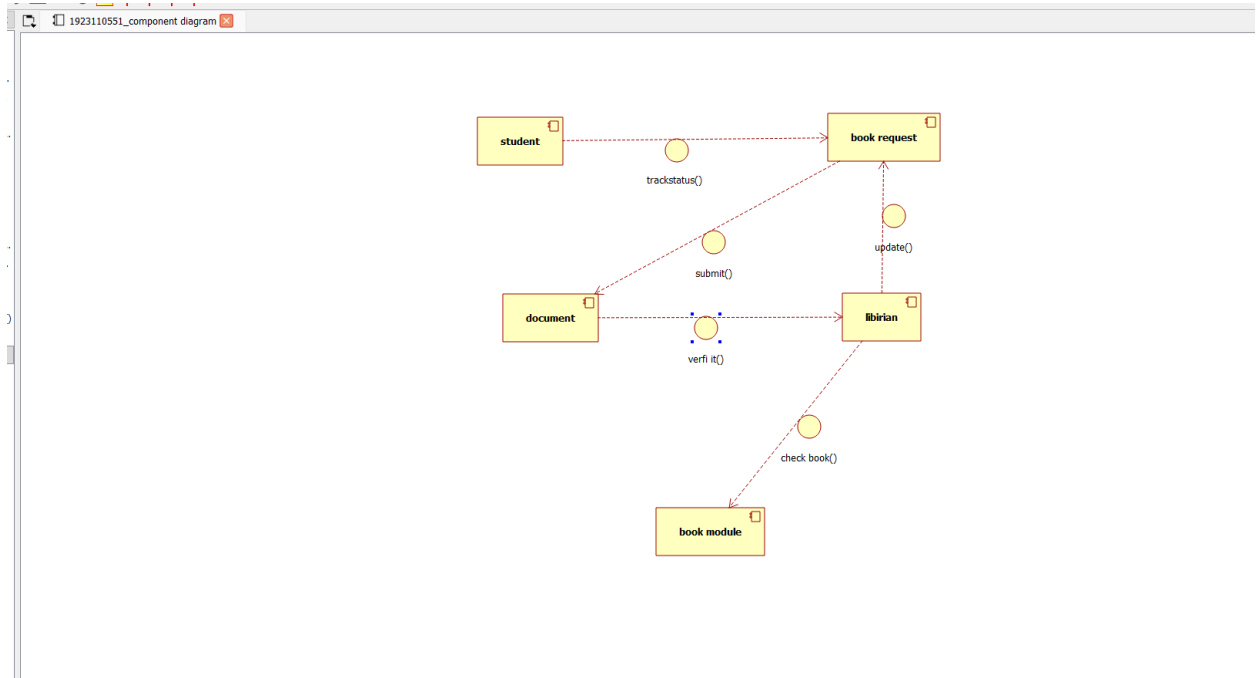 1923110551_component diagram
student
book request
trackstatus()
update()
submit()
document
libirian
verfi it()
)
check book()
book module